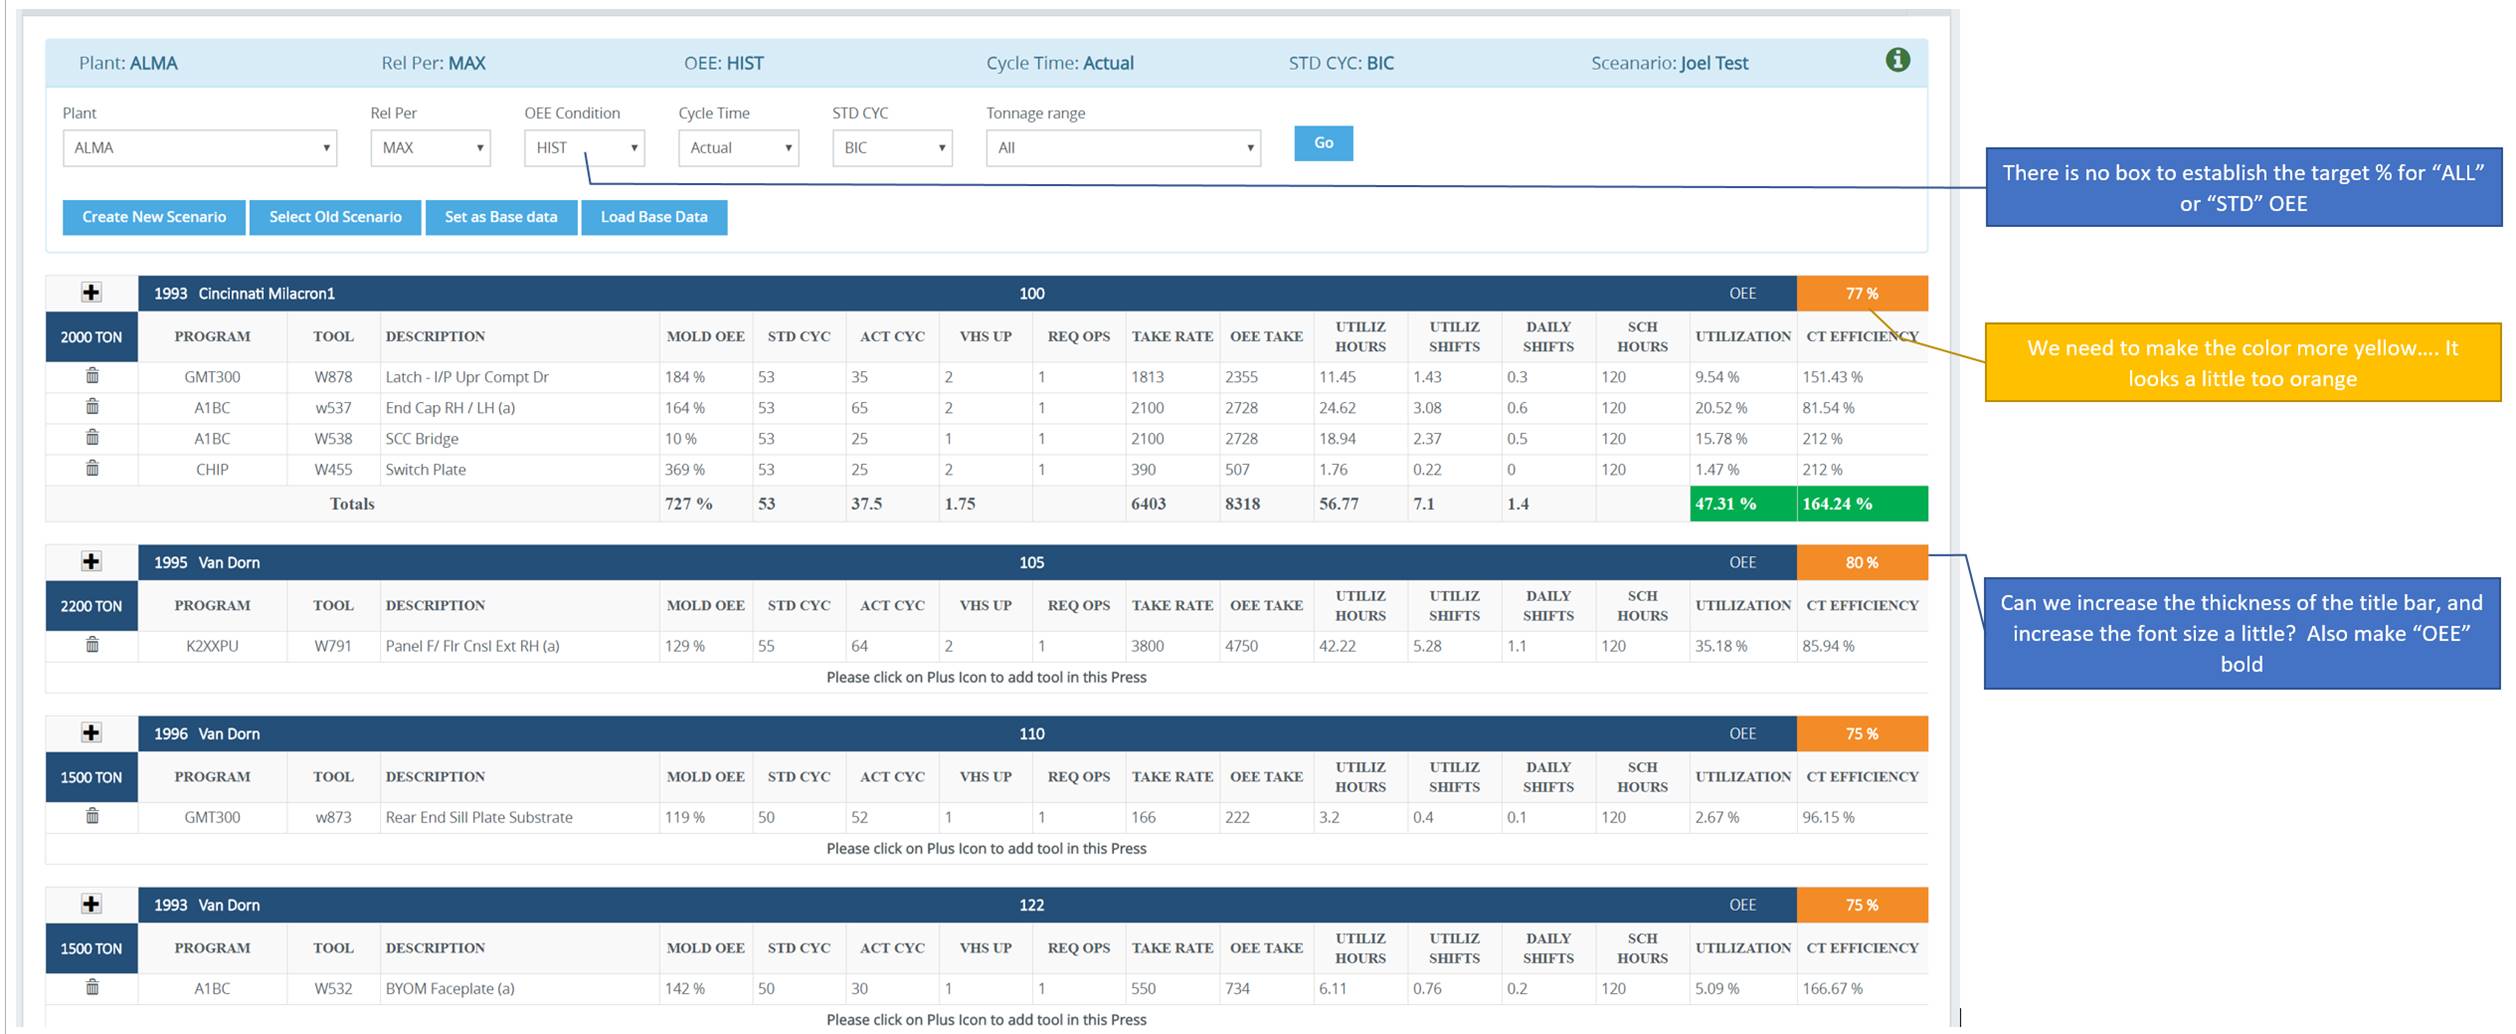 Plant: ALMA Rel Per: MAX OEE: HIST Cycle Time: Actual STD CYC: BIC Sceanario: Joel Test
Plant Rel Per OEE Condition Cycle Time STD CYC Tonnage range
ALMA MAX HIST Actual BIC All Go
Create New Scenario Select Old Scenario Set as Base data Load Base Data
There is no box to establish the target % for “ALL”
or “STD” OEE
1993 Cincinnati Milacron1 100 OEE 77 %
2000 TON PROGRAM TOOL DESCRIPTION MOLD OEE STD CYC ACT CYC VHS UP REQ OPS TAKE RATE OEE TAKE UTILIZ HOURS UTILIZ SHIFTS DAILY SHIFTS SCH HOURS UTILIZATION CT EFFICIENCY
GMT300 W878 Latch - I/P Upr Compt Dr 184 % 53 35 2 1 1813 2355 11.45 1.43 0.3 120 9.54 % 151.43 %
A1BC w537 End Cap RH / LH (a) 164 % 53 65 2 1 2100 2728 24.62 3.08 0.6 120 20.52 % 81.54 %
A1BC W538 SCC Bridge 10 % 53 25 1 1 2100 2728 18.94 2.37 0.5 120 15.78 % 212 %
CHIP W455 Switch Plate 369 % 53 25 2 1 390 507 1.76 0.22 0 120 1.47 % 212 %
Totals 727 % 53 37.5 1.75 6403 8318 56.77 7.1 1.4 47.31 % 164.24 %
We need to make the color more yellow.... It
looks a little too orange
1995 Van Dorn 105 OEE 80 %
2200 TON PROGRAM TOOL DESCRIPTION MOLD OEE STD CYC ACT CYC VHS UP REQ OPS TAKE RATE OEE TAKE UTILIZ HOURS UTILIZ SHIFTS DAILY SHIFTS SCH HOURS UTILIZATION CT EFFICIENCY
K2XXPU W791 Panel F/ Flr Cnsl Ext RH (a) 129 % 55 64 2 1 3800 4750 42.22 5.28 1.1 120 35.18 % 85.94 %
Please click on Plus Icon to add tool in this Press
Can we increase the thickness of the title bar, and
increase the font size a little? Also make “OEE”
bold
1996 Van Dorn 110 OEE 75 %
1500 TON PROGRAM TOOL DESCRIPTION MOLD OEE STD CYC ACT CYC VHS UP REQ OPS TAKE RATE OEE TAKE UTILIZ HOURS UTILIZ SHIFTS DAILY SHIFTS SCH HOURS UTILIZATION CT EFFICIENCY
GMT300 w873 Rear End Sill Plate Substrate 119 % 50 52 1 1 166 222 3.2 0.4 0.1 120 2.67 % 96.15 %
Please click on Plus Icon to add tool in this Press
1993 Van Dorn 122 OEE 75 %
1500 TON PROGRAM TOOL DESCRIPTION MOLD OEE STD CYC ACT CYC VHS UP REQ OPS TAKE RATE OEE TAKE UTILIZ HOURS UTILIZ SHIFTS DAILY SHIFTS SCH HOURS UTILIZATION CT EFFICIENCY
A1BC W532 BYOM Faceplate (a) 142 % 50 30 1 1 550 734 6.11 0.76 0.2 120 5.09 % 166.67 %
Please click on Plus Icon to add tool in this Press